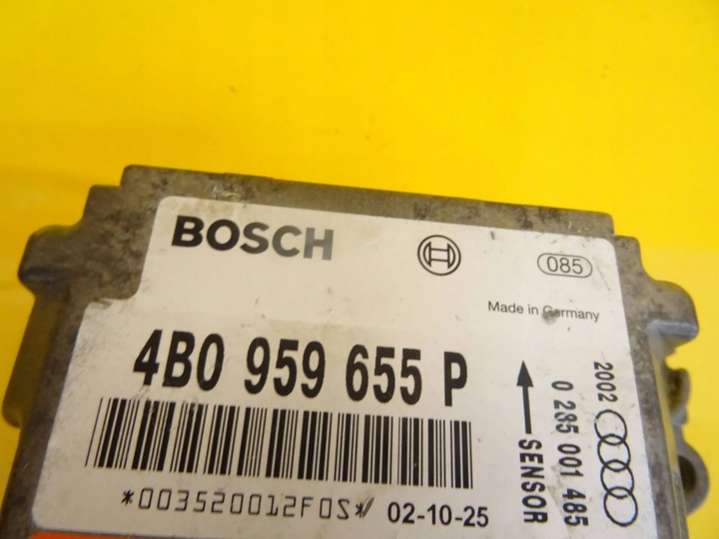 BOSCH
085
Made in Germany
4B0 959 655 P
*003520012F0S*
02-10-25
SENSOR
0 285 001 485
2002